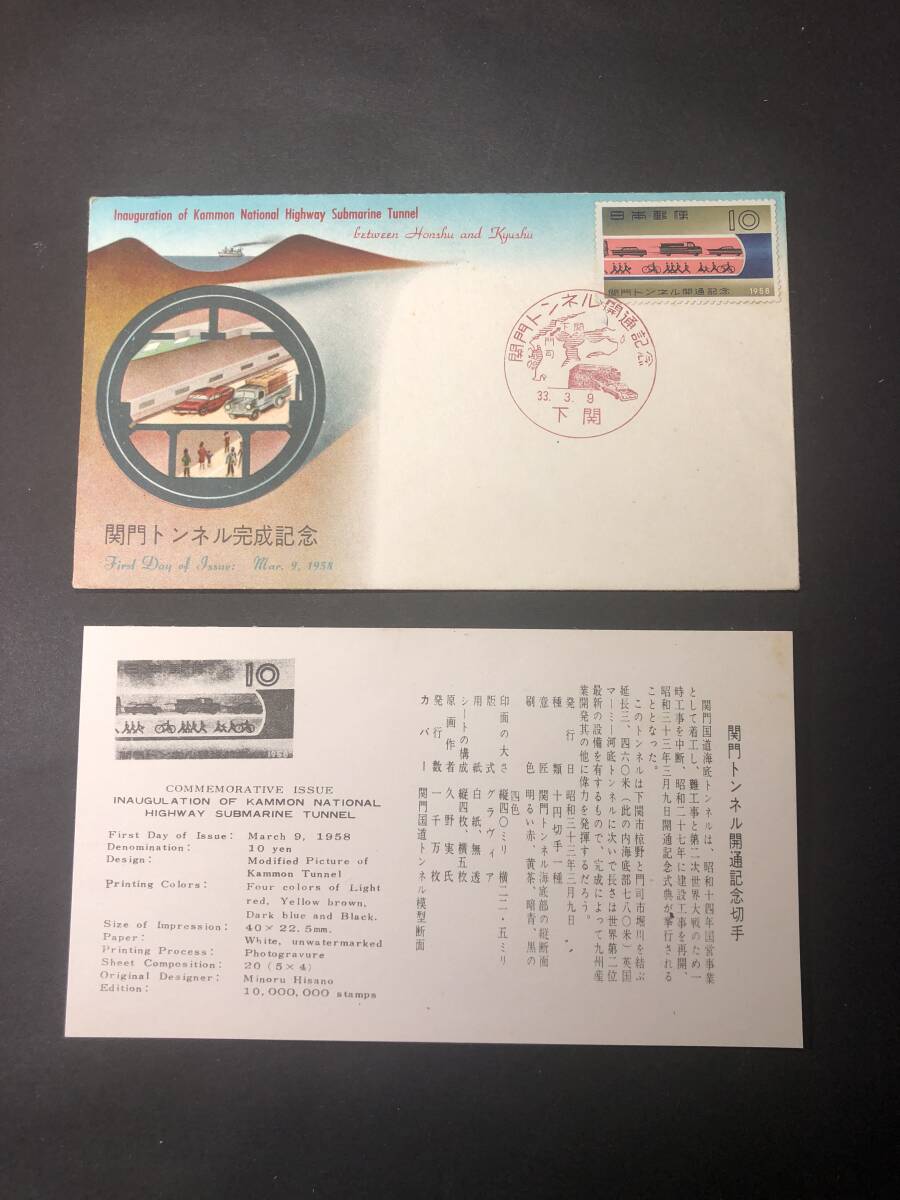 Inauguration of Kammon National Highway Submarine Tunnel
between Honshu and Kyushu
日本郵便 10
関門トンネル開通記念 1958
関門トンネル開通記念
下関
門司
33. 3. 9
下関
関門トンネル完成記念
First Day of Issue: Mar. 9, 1958
日本郵便 10
1958
COMMEMORATIVE ISSUE
INAUGULATION OF KAMMON NATIONAL
HIGHWAY SUBMARINE TUNNEL
First Day of Issue: March 9, 1958
Denomination: 10 yen
Design: Modified Picture of
Kammon Tunnel
Printing Colors: Four colors of Light
red, Yellow brown,
Dark blue and Black.
Size of Impression: 40 × 22.5mm.
Paper: White, unwatermarked
Printing Process: Photogravure
Sheet Composition: 20 (5×4)
Original Designer: Minoru Hisano
Edition: 10,000,000 stamps
関門トンネル開通記念切手
関門国道海底トンネルは、昭和十四年国営事業
として着工し、難工事と第二次世界大戦のため一
時工事を中断、昭和二十七年に建設工事を再開、
昭和三十三年三月九日開通記念式典が挙行される
こととなった。
このトンネルは下関市椋野と門司市堀川を結ぶ
延長三、四六〇米（此の内海底部七八〇米）英国
マーミー河底トンネルに次いで長さは世界第二位
最新の設備を有するもので、完成によって九州産
業開発其の他に偉力を発揮するだろう。
発行日 昭和三十三年三月九日
種類 十円切手一種
意匠 関門トンネル海底部の縦断面
刷色 明るい赤、黄茶、暗青、黒の
四色
印面の大さ 縦四〇ミリ 横二二・五ミリ
版式 グラヴィア
用紙 白紙、無透
シートの構成 縦四枚、横五枚
原画作者 久野実氏
発行数 一千万枚
カバー 関門国道トンネル模型断面